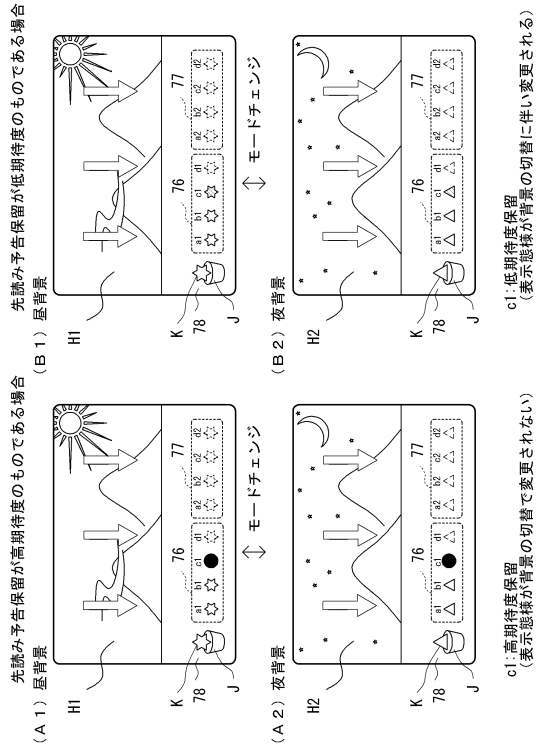 先読み予告保留が高期待度のものである場合
(A1) 昼背景
H1
76
77
a1 b1 c1 d1
a2 b2 c2 d2
K
78
J
モードチェンジ
(A2) 夜背景
H2
76
77
a1 b1 c1 d1
a2 b2 c2 d2
K
78
J
c1:高期待度保留
(表示態様が背景の切替で変更されない)
先読み予告保留が低期待度のものである場合
(B1) 昼背景
H1
76
77
a1 b1 c1 d1
a2 b2 c2 d2
K
78
J
モードチェンジ
(B2) 夜背景
H2
76
77
a1 b1 c1 d1
a2 b2 c2 d2
K
78
J
c1:低期待度保留
(表示態様が背景の切替に伴い変更される)